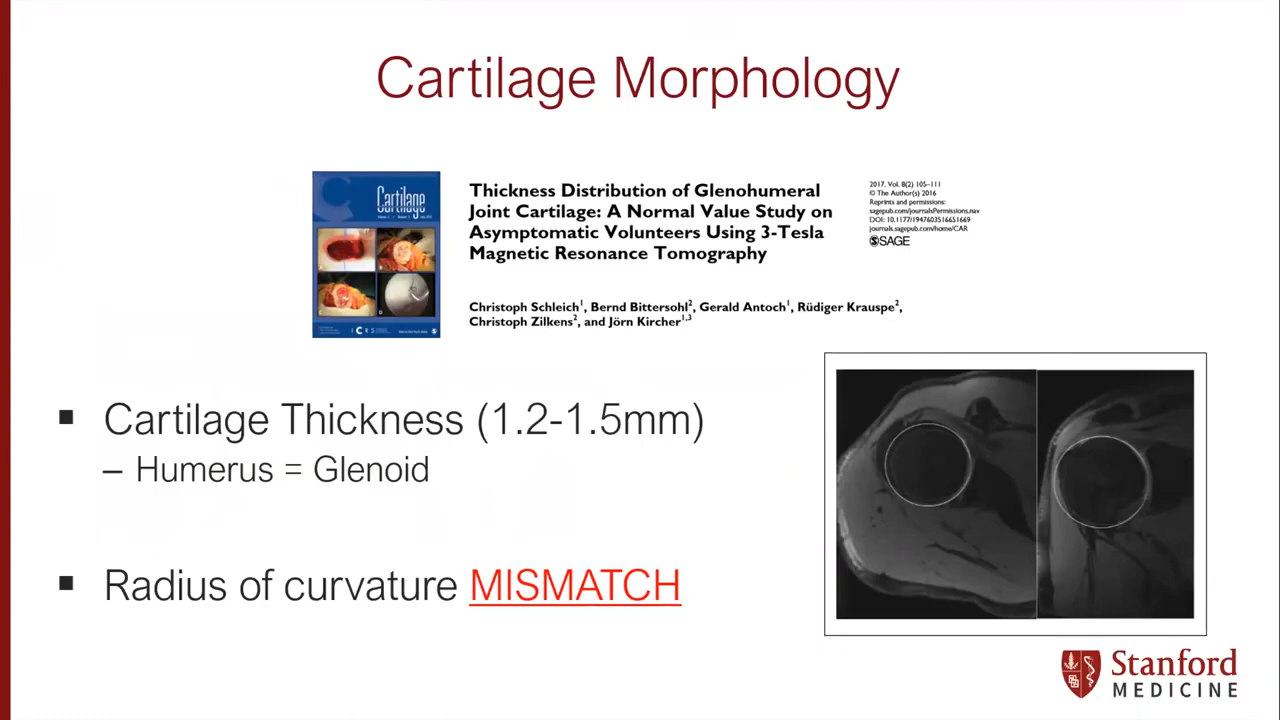 Cartilage Morphology
Cartilage
I C R S
Thickness Distribution of Glenohumeral
Joint Cartilage: A Normal Value Study on
Asymptomatic Volunteers Using 3-Tesla
Magnetic Resonance Tomography
2017, Vol. 8(2) 105–111
© The Author(s) 2016
Reprints and permissions:
sagepub.com/journalsPermissions.nav
DOI: 10.1177/1947603516651669
journals.sagepub.com/home/CAR
SAGE
Christoph Schleich1, Bernd Bittersohl2, Gerald Antoch1, Rüdiger Krauspe2,
Christoph Zilkens2, and Jörn Kircher1,3
▪ Cartilage Thickness (1.2-1.5mm)
– Humerus = Glenoid
▪ Radius of curvature MISMATCH
Stanford
MEDICINE